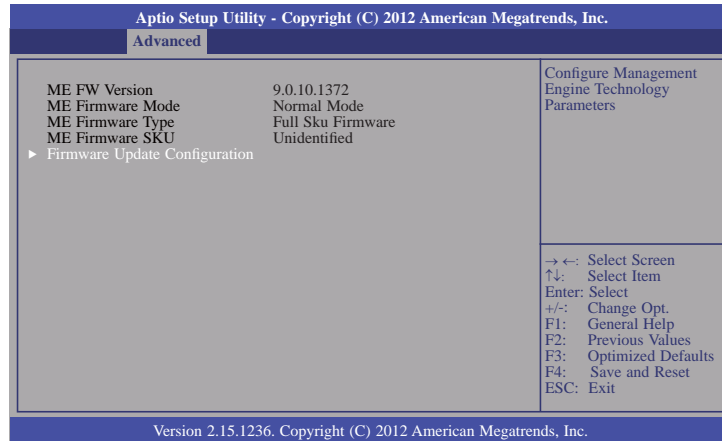 Aptio Setup Utility - Copyright (C) 2012 American Megatrends, Inc.
Advanced
ME FW Version 9.0.10.1372
ME Firmware Mode Normal Mode
ME Firmware Type Full Sku Firmware
ME Firmware SKU Unidentified
► Firmware Update Configuration
Configure Management
Engine Technology
Parameters
→ ←: Select Screen
↑↓: Select Item
Enter: Select
+/-: Change Opt.
F1: General Help
F2: Previous Values
F3: Optimized Defaults
F4: Save and Reset
ESC: Exit
Version 2.15.1236. Copyright (C) 2012 American Megatrends, Inc.